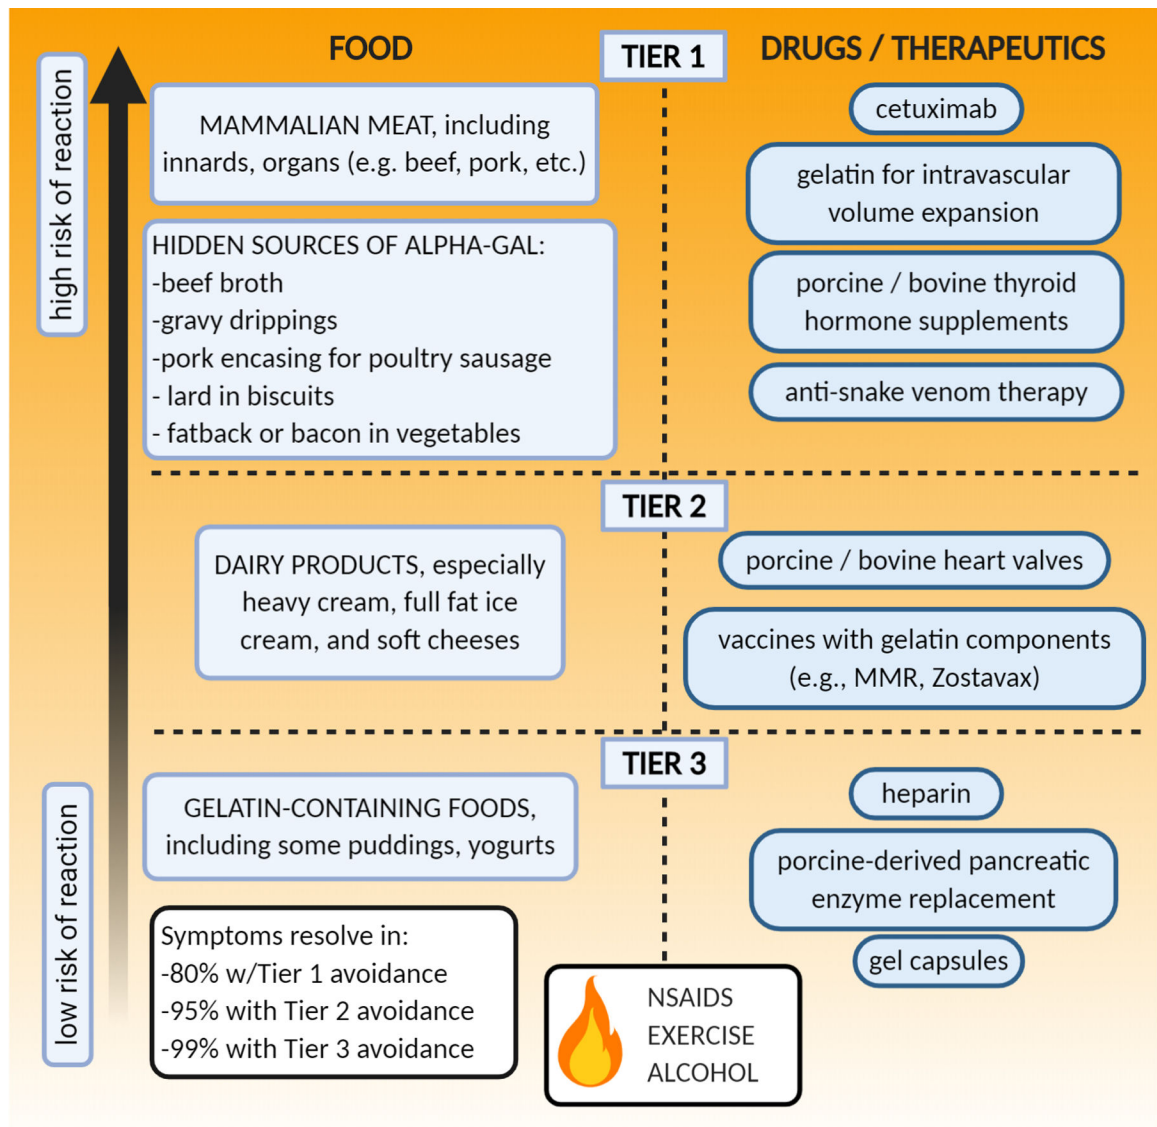 FOOD
TIER 1
DRUGS / THERAPEUTICS
high risk of reaction
MAMMALIAN MEAT, including
innards, organs (e.g. beef, pork, etc.)
HIDDEN SOURCES OF ALPHA-GAL:
-beef broth
-gravy drippings
-pork encasing for poultry sausage
- lard in biscuits
- fatback or bacon in vegetables
cetuximab
gelatin for intravascular
volume expansion
porcine / bovine thyroid
hormone supplements
anti-snake venom therapy
TIER 2
DAIRY PRODUCTS, especially
heavy cream, full fat ice
cream, and soft cheeses
porcine / bovine heart valves
vaccines with gelatin components
(e.g., MMR, Zostavax)
TIER 3
low risk of reaction
GELATIN-CONTAINING FOODS,
including some puddings, yogurts
heparin
porcine-derived pancreatic
enzyme replacement
gel capsules
Symptoms resolve in:
-80% w/Tier 1 avoidance
-95% with Tier 2 avoidance
-99% with Tier 3 avoidance
NSAIDS
EXERCISE
ALCOHOL